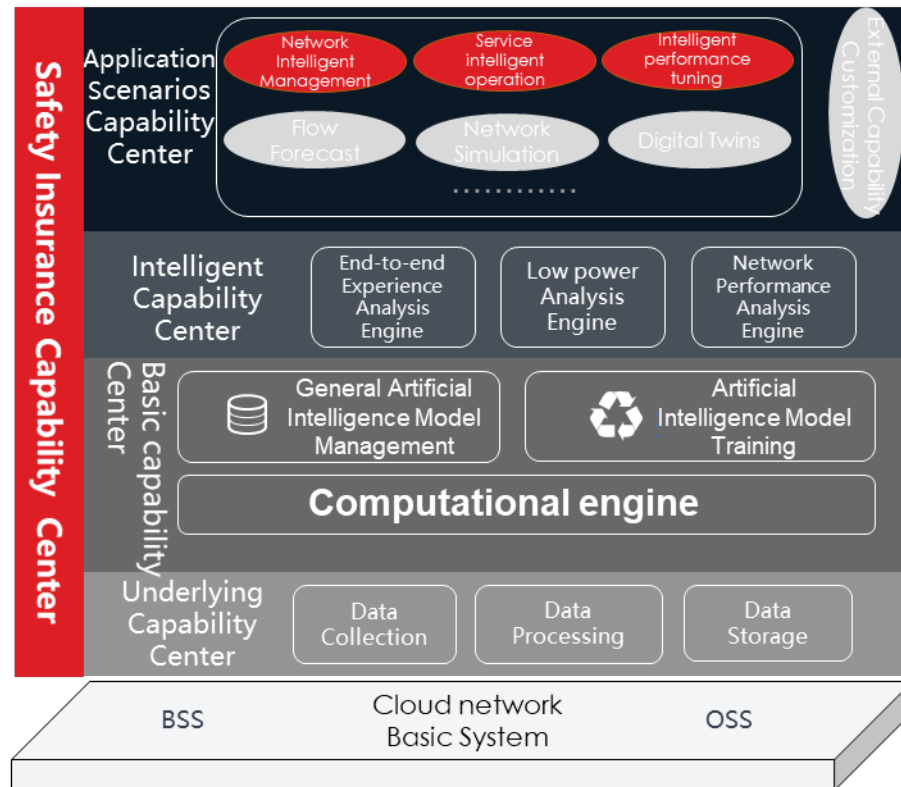 Safety Insurance Capability Center
Application
Scenarios
Capability
Center
Network
Intelligent
Management
Service
intelligent
operation
Intelligent
performance
tuning
Flow
Forecast
Network
Simulation
Digital Twins
............
External Capability
Customization
Intelligent
Capability
Center
End-to-end
Experience
Analysis
Engine
Low power
Analysis
Engine
Network
Performance
Analysis
Engine
Basic capability
Center
General Artificial
Intelligence Model
Management
Artificial
Intelligence Model
Training
Computational engine
Underlying
Capability
Center
Data
Collection
Data
Processing
Data
Storage
BSS
Cloud network
Basic System
OSS